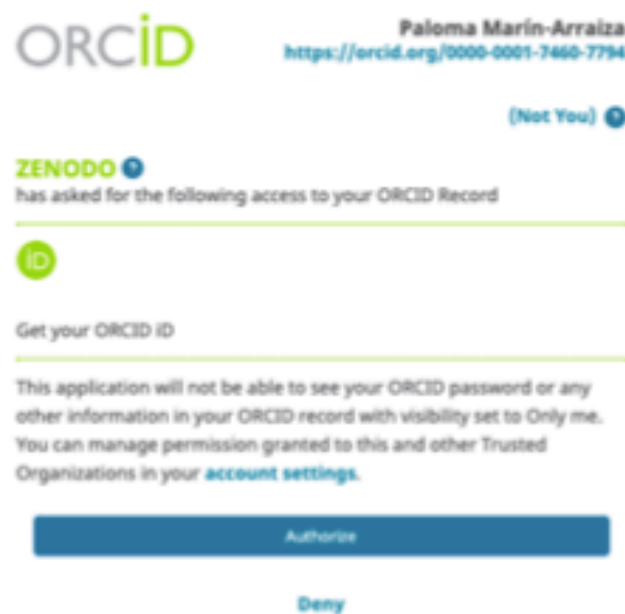 ORCID
Paloma Marín-Arraiza
https://orcid.org/0000-0001-7460-7794
(Not You) ?
ZENODO ?
has asked for the following access to your ORCID Record
iD
Get your ORCID iD
This application will not be able to see your ORCID password or any
other information in your ORCID record with visibility set to Only me.
You can manage permission granted to this and other Trusted
Organizations in your account settings.
Authorize
Deny